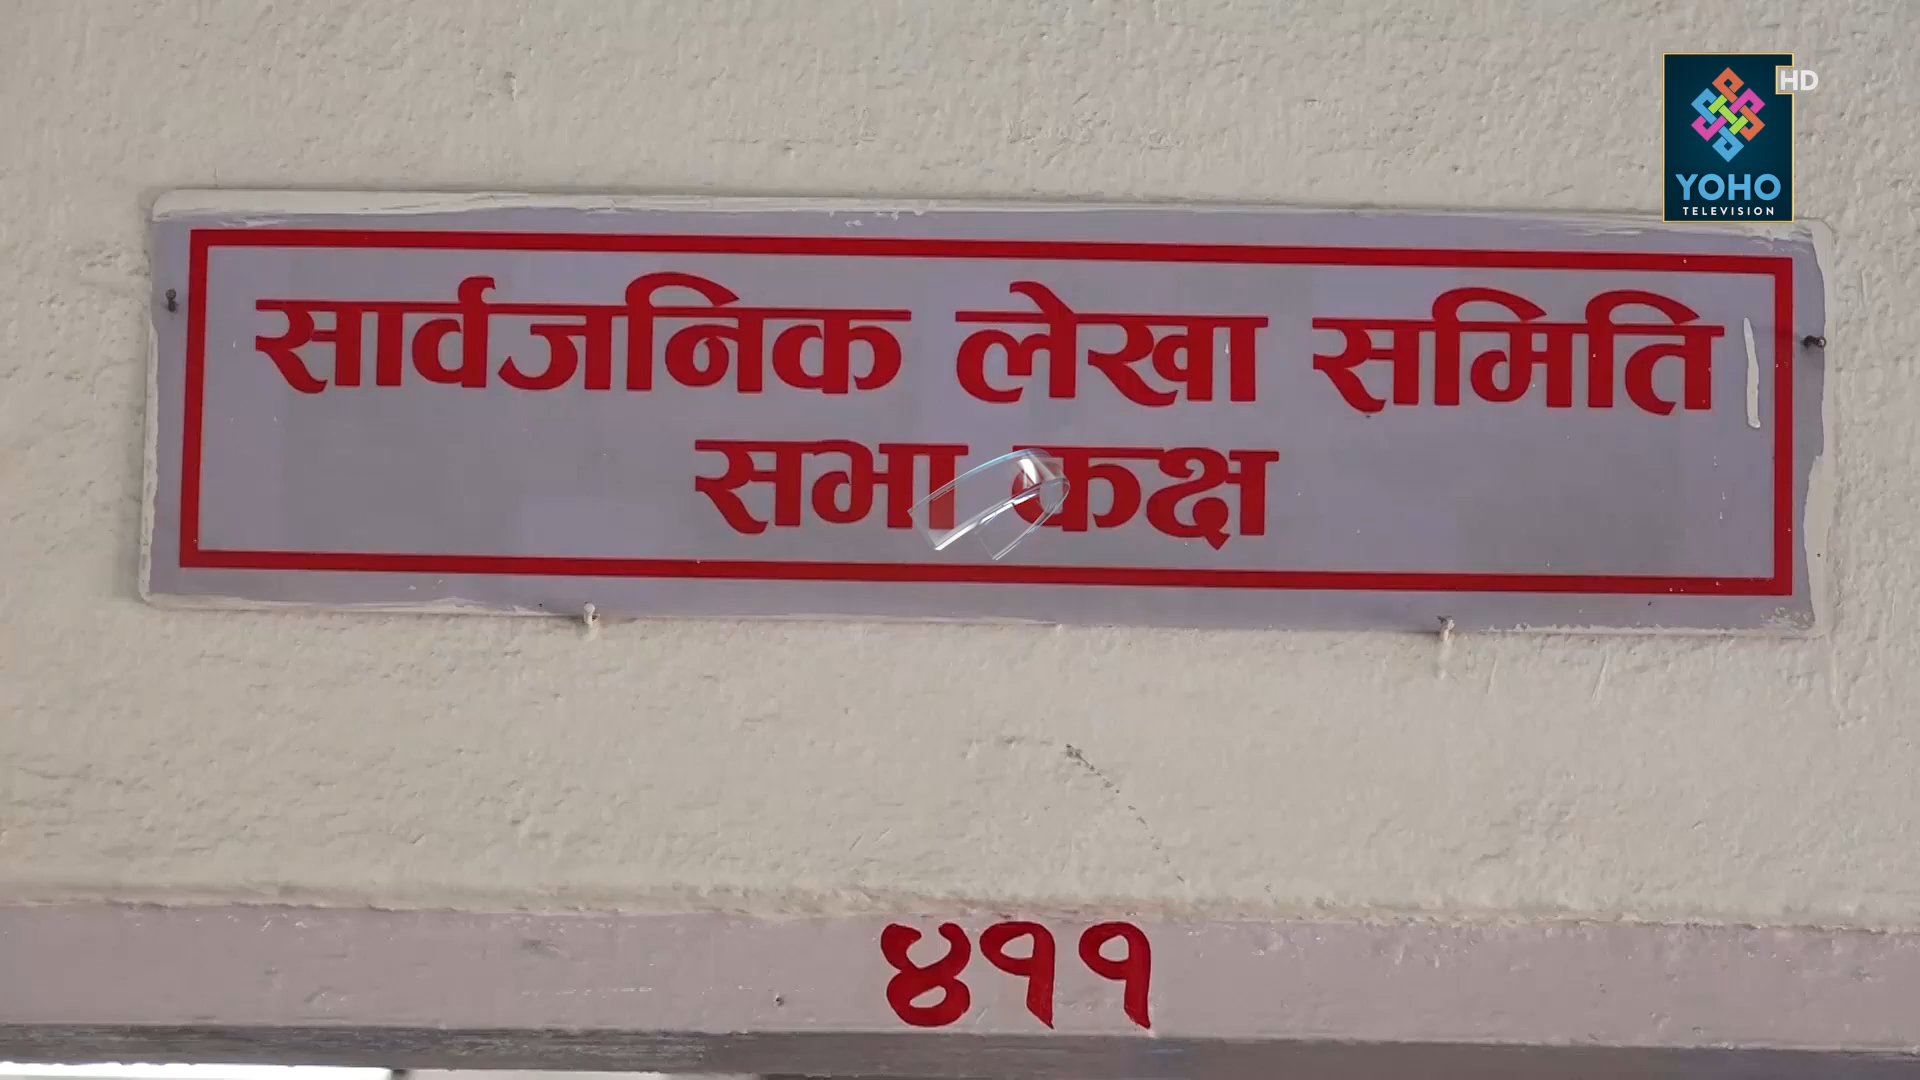 HD
YOHO
TELEVISION
सार्वजनिक लेखा समिति
सभा कक्ष
४११